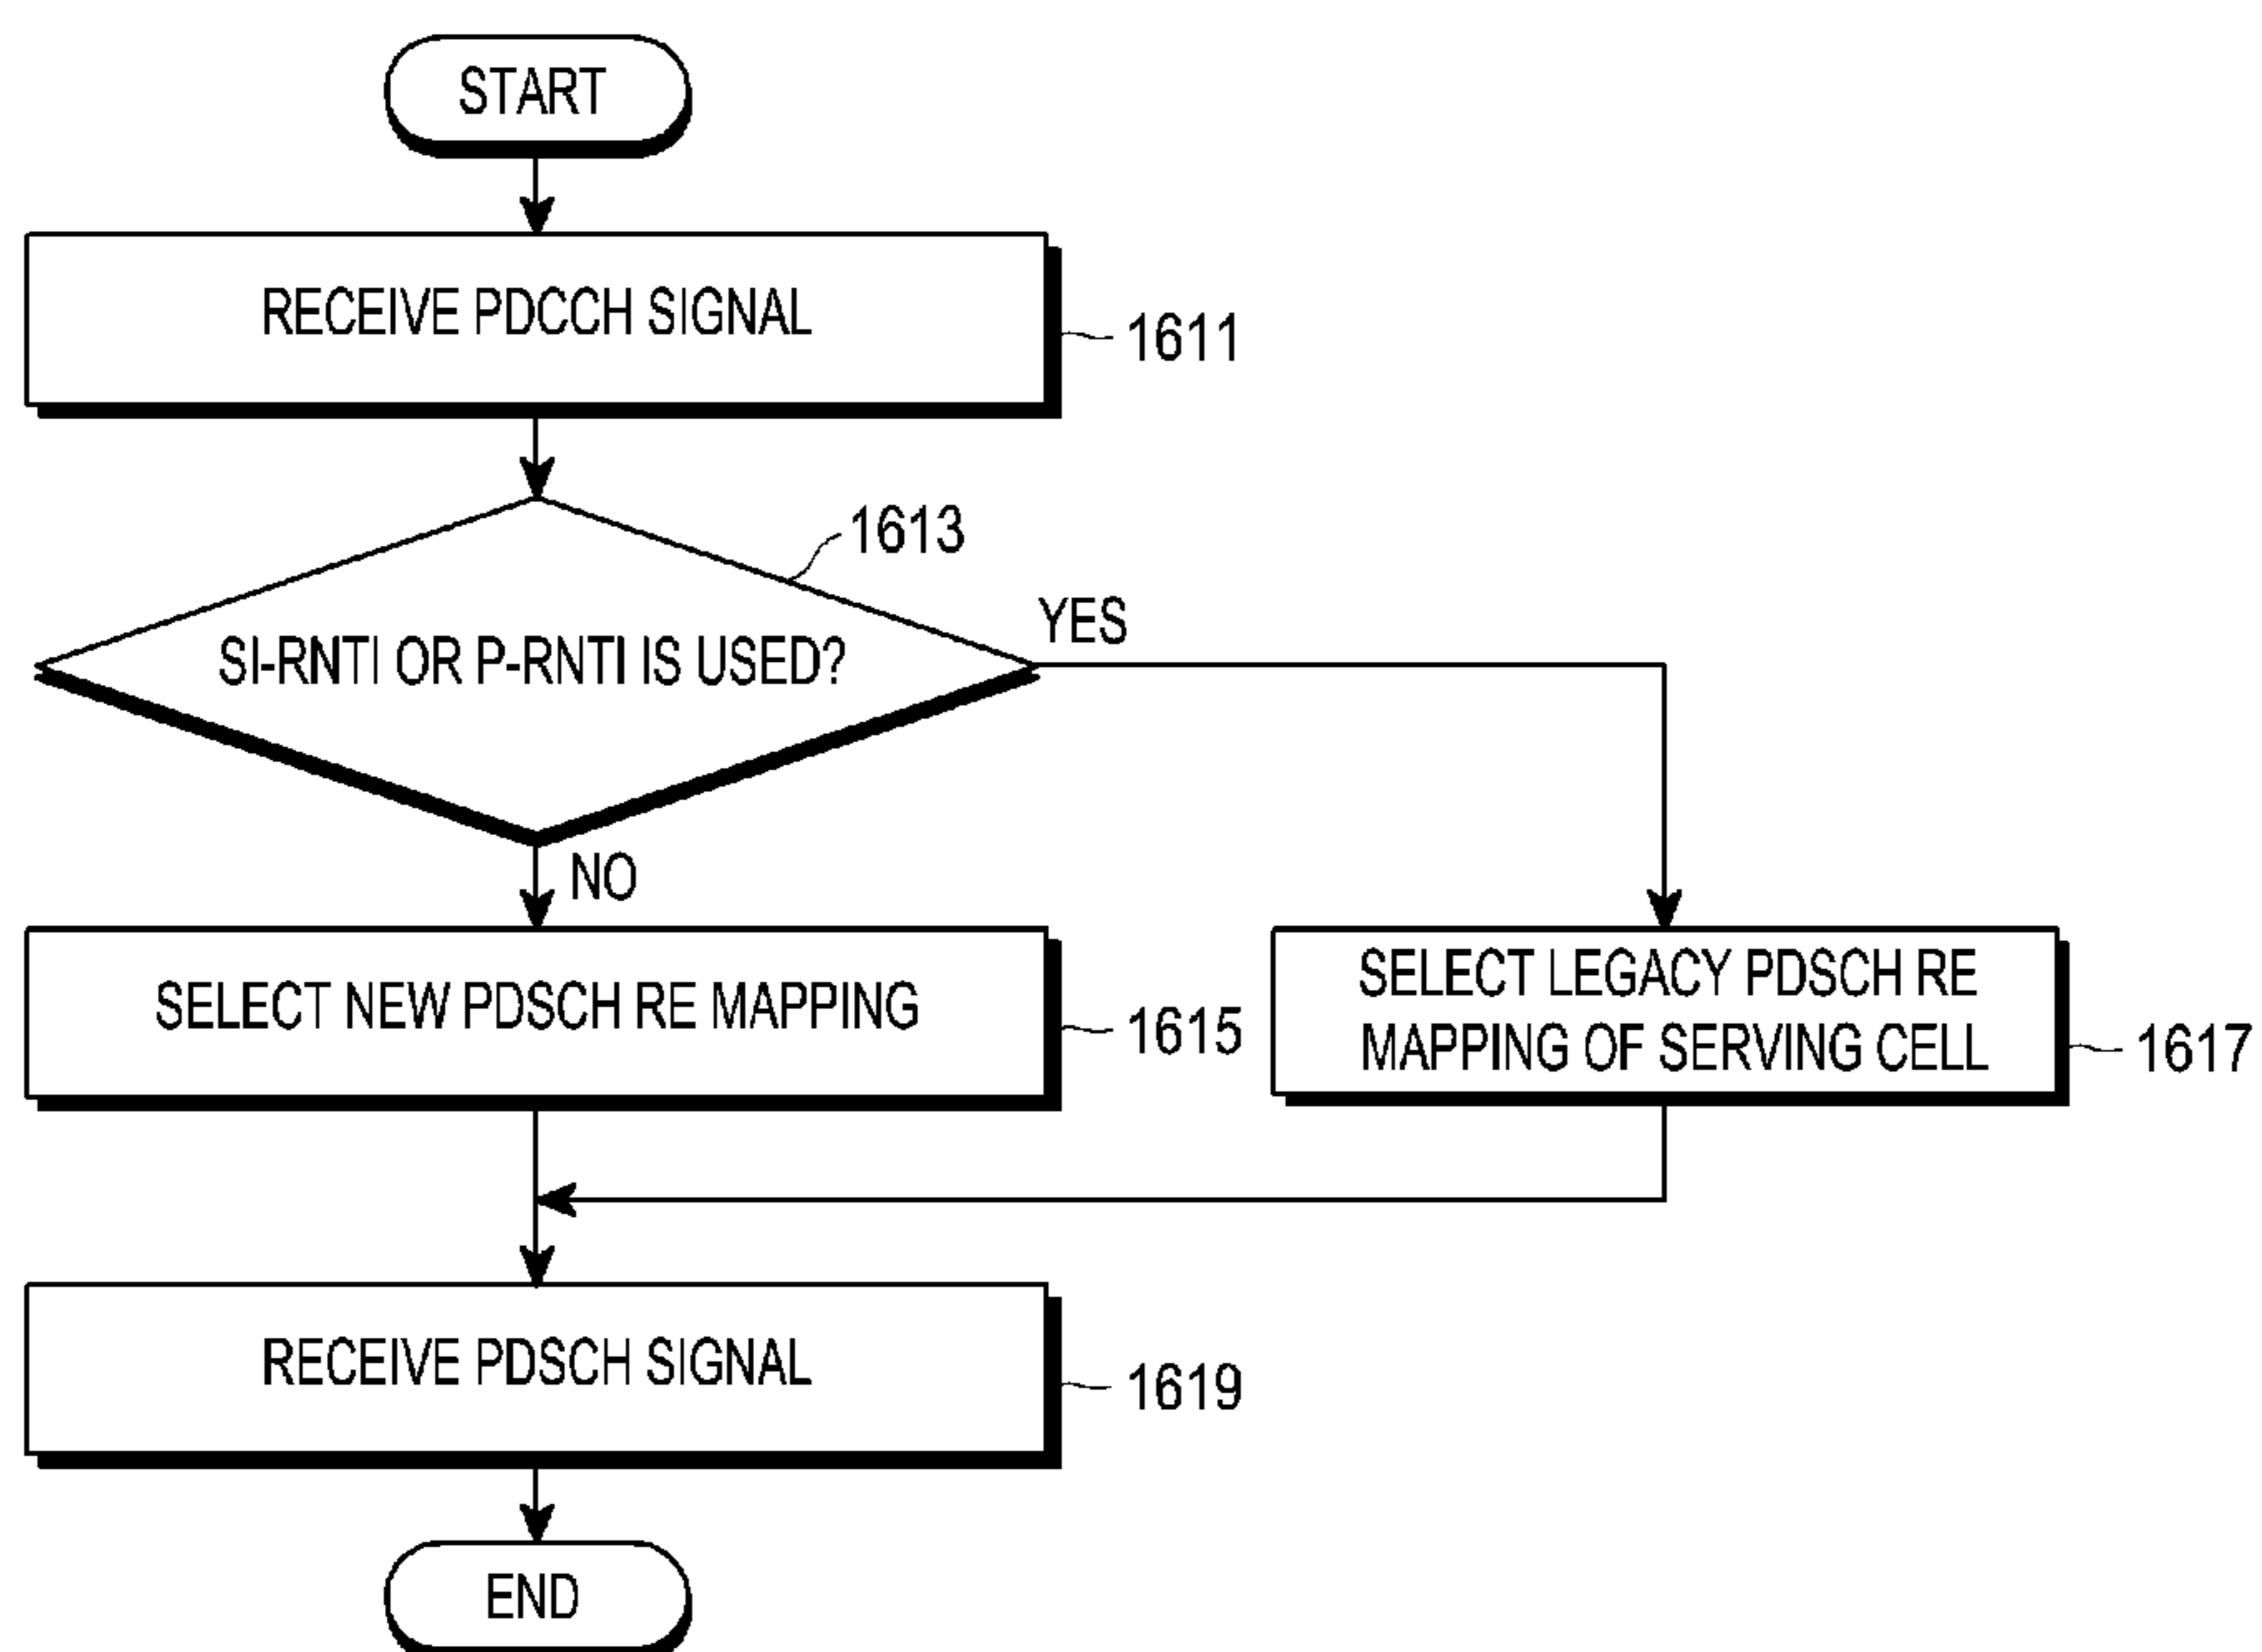 START
RECEIVE PDCCH SIGNAL
1611
1613
SI-RNTI OR P-RNTI IS USED?
YES
NO
SELECT NEW PDSCH RE MAPPING
1615
SELECT LEGACY PDSCH RE
MAPPING OF SERVING CELL
1617
RECEIVE PDSCH SIGNAL
1619
END